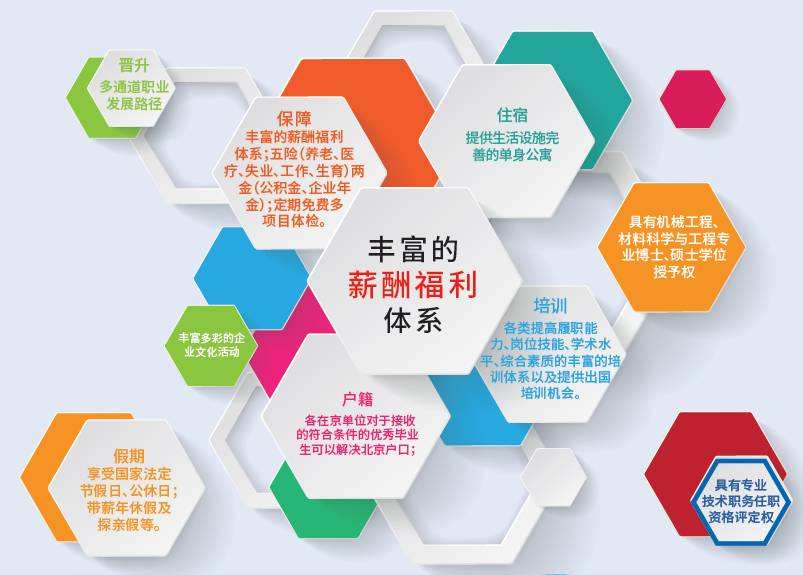 晋升
多通道职业
发展路径
保障
丰富的薪酬福利
体系；五险（养老、医
疗、失业、工作、生育）两
金（公积金、企业年
金）；定期免费多
项目体检。
住宿
提供生活设施完
善的单身公寓
具有机械工程、
材料科学与工程专
业博士、硕士学位
授予权
丰富的
薪酬福利
体系
培训
各类提高履职能
力、岗位技能、学术水
平、综合素质的丰富的培
训体系以及提供出国
培训机会。
丰富多彩的企
业文化活动
户籍
各在京单位对于接收
的符合条件的优秀毕业
生可以解决北京户口；
假期
享受国家法定
节假日、公休日；
带薪年休假及
探亲假等。
具有专业
技术职务任职
资格评定权